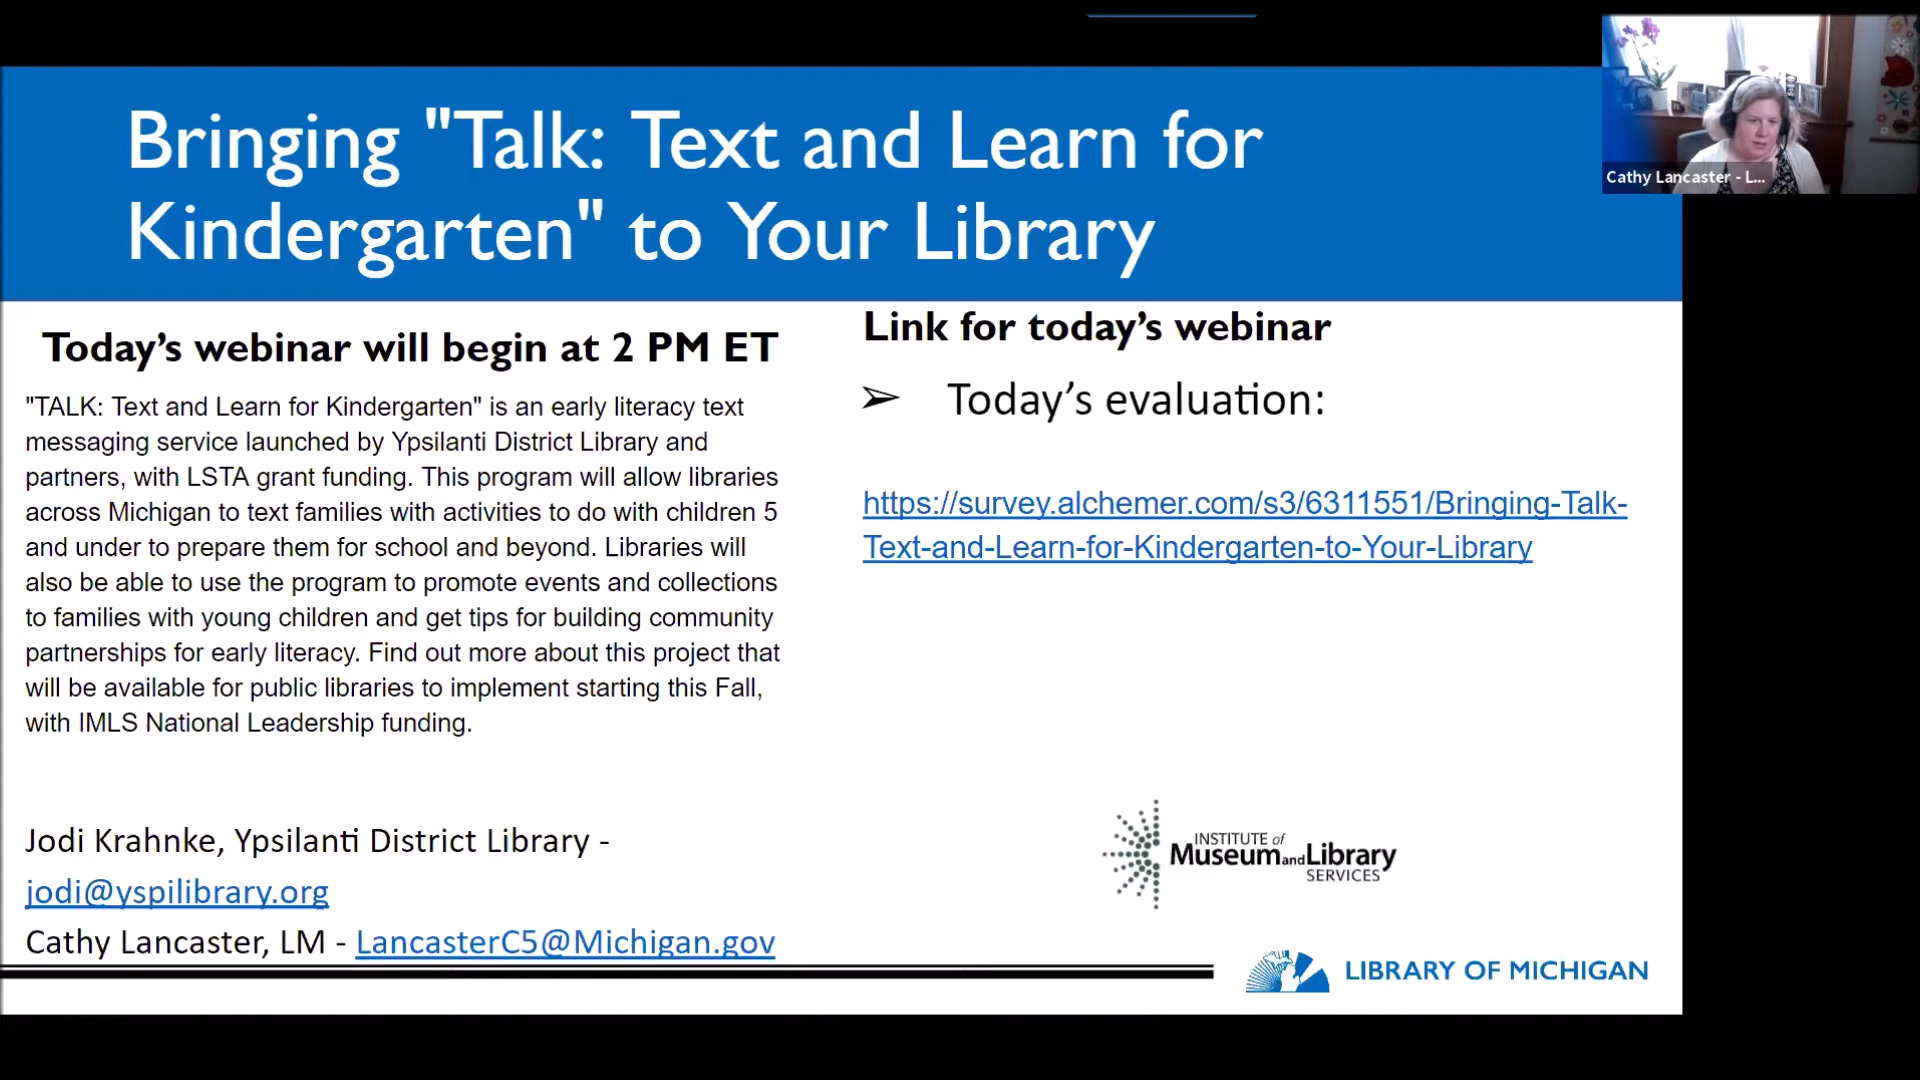 Bringing "Talk: Text and Learn for
Kindergarten" to Your Library
Cathy Lancaster - L...
Today's webinar will begin at 2 PM ET
"TALK: Text and Learn for Kindergarten" is an early literacy text
messaging service launched by Ypsilanti District Library and
partners, with LSTA grant funding. This program will allow libraries
across Michigan to text families with activities to do with children 5
and under to prepare them for school and beyond. Libraries will
also be able to use the program to promote events and collections
to families with young children and get tips for building community
partnerships for early literacy. Find out more about this project that
will be available for public libraries to implement starting this Fall,
with IMLS National Leadership funding.
Jodi Krahnke, Ypsilanti District Library -
jodi@yspilibrary.org
Cathy Lancaster, LM - LancasterC5@Michigan.gov
Link for today's webinar
➢ Today's evaluation:
https://survey.alchemer.com/s3/6311551/Bringing-Talk-
Text-and-Learn-for-Kindergarten-to-Your-Library
INSTITUTE of
Museum and Library
SERVICES
LIBRARY OF MICHIGAN